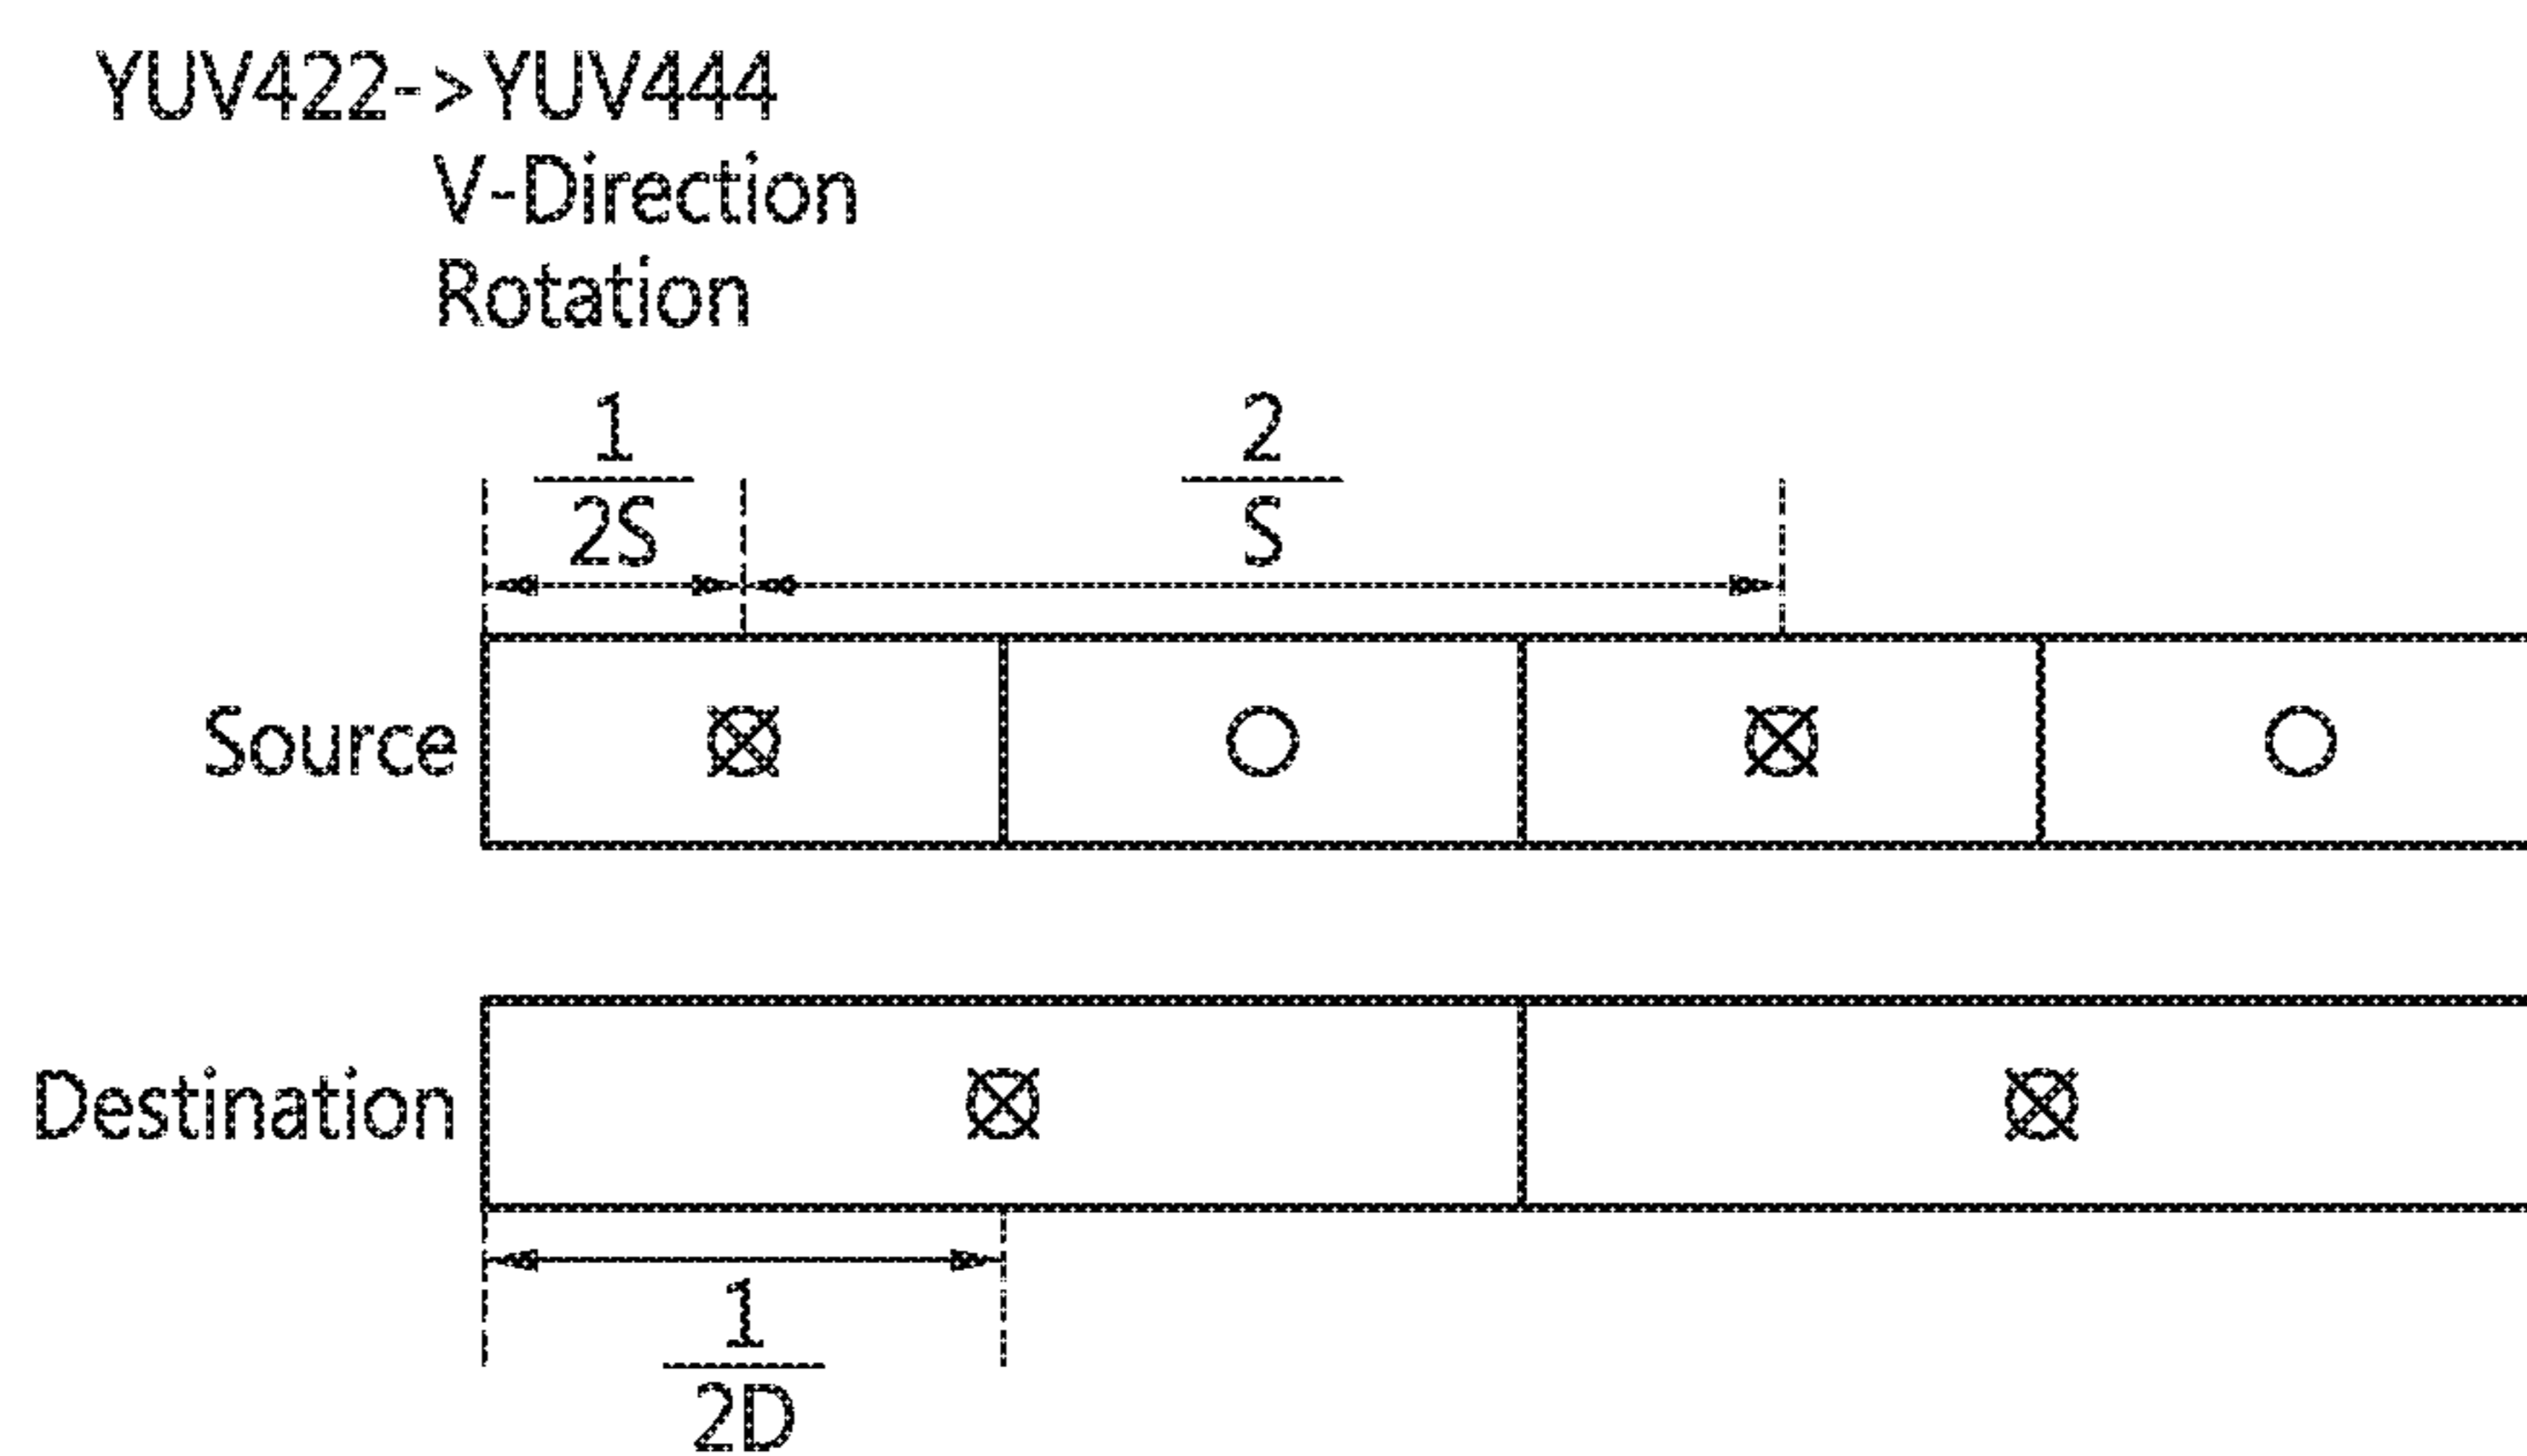 YUV422->YUV444
V-Direction
Rotation
1
2S
2
S
Source
Destination
1
2D